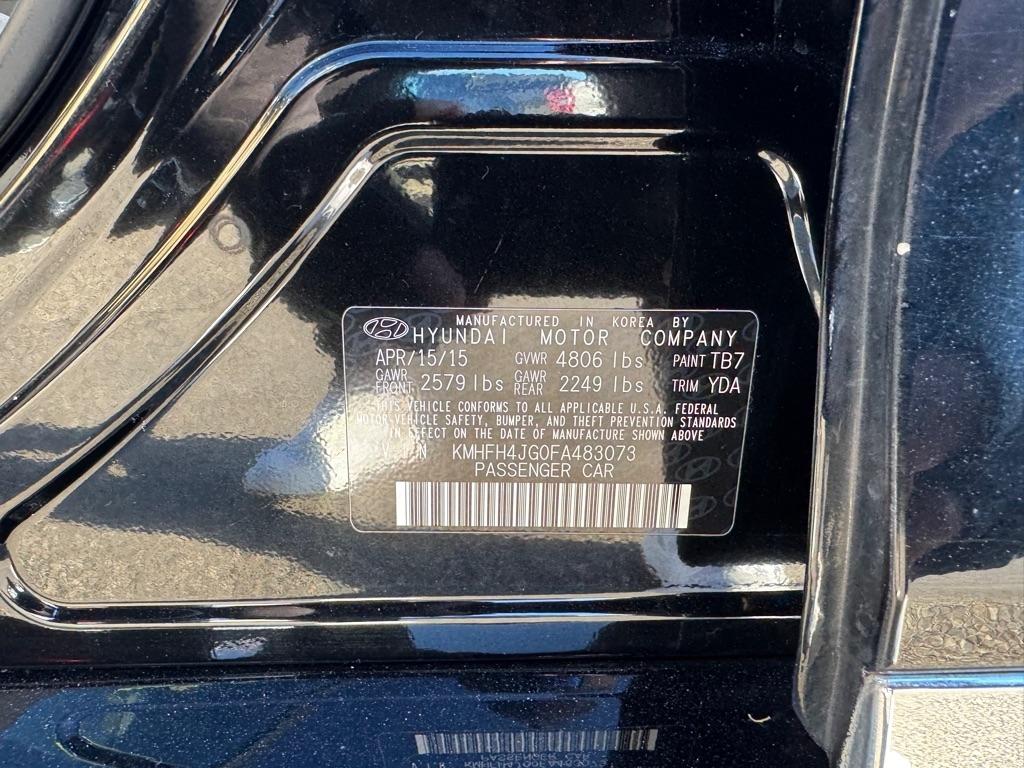 MANUFACTURED IN KOREA BY
HYUNDAI MOTOR COMPANY
APR/15/15 GVWR 4806 lbs PAINT TB7
GAWR FRONT 2579 lbs GAWR REAR 2249 lbs TRIM YDA
THIS VEHICLE CONFORMS TO ALL APPLICABLE U.S.A. FEDERAL
MOTOR VEHICLE SAFETY, BUMPER, AND THEFT PREVENTION STANDARDS
IN EFFECT ON THE DATE OF MANUFACTURE SHOWN ABOVE
V I N KMHFH4JG0FA483073
PASSENGER CAR